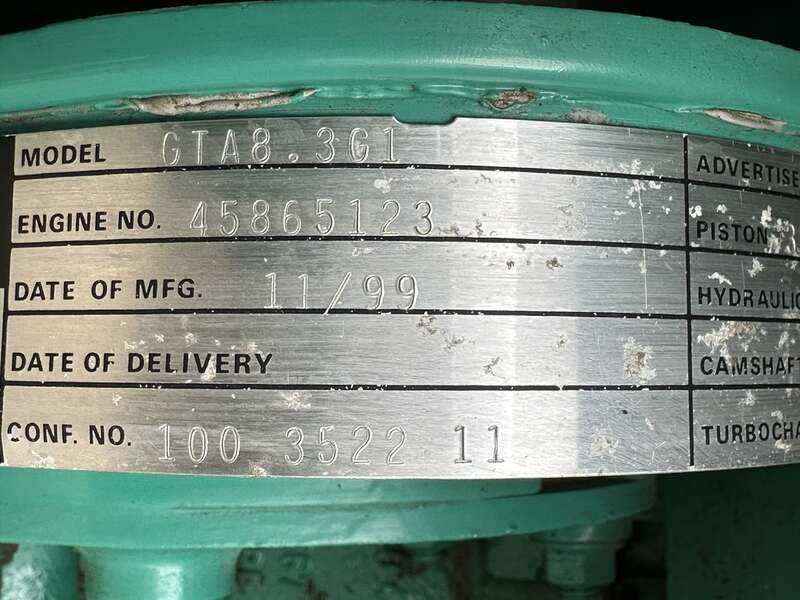 MODEL GTA8.3G1
ADVERTISE
ENGINE NO. 45865123
PISTON
DATE OF MFG. 11/99
HYDRAULIC
DATE OF DELIVERY
CAMSHAFT
CONF. NO. 100 3522 11
TURBOCHA